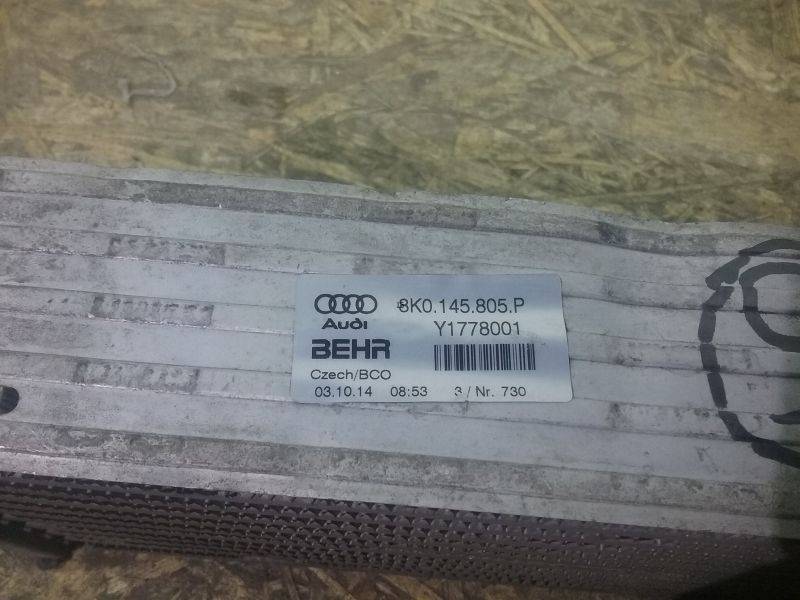 8K0.145.805.P
Audi
Y1778001
BEHR
Czech/BCO
03.10.14 08:53 3 / Nr. 730